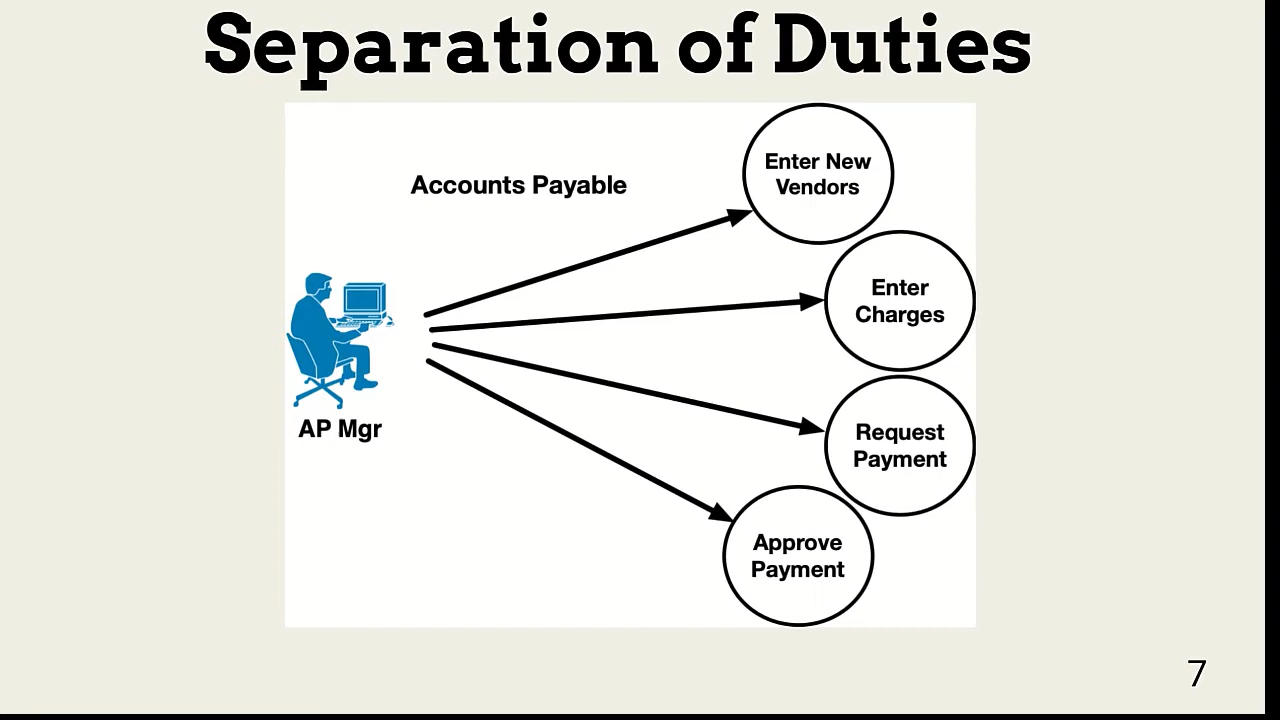 Separation of Duties
Accounts Payable
Enter New
Vendors
Enter
Charges
Request
Payment
Approve
Payment
AP Mgr
7